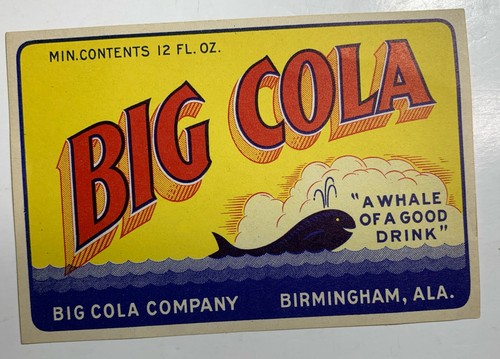 MIN.CONTENTS 12 FL. OZ.
BIG COLA
"A WHALE
OF A GOOD
DRINK"
BIG COLA COMPANY BIRMINGHAM, ALA.